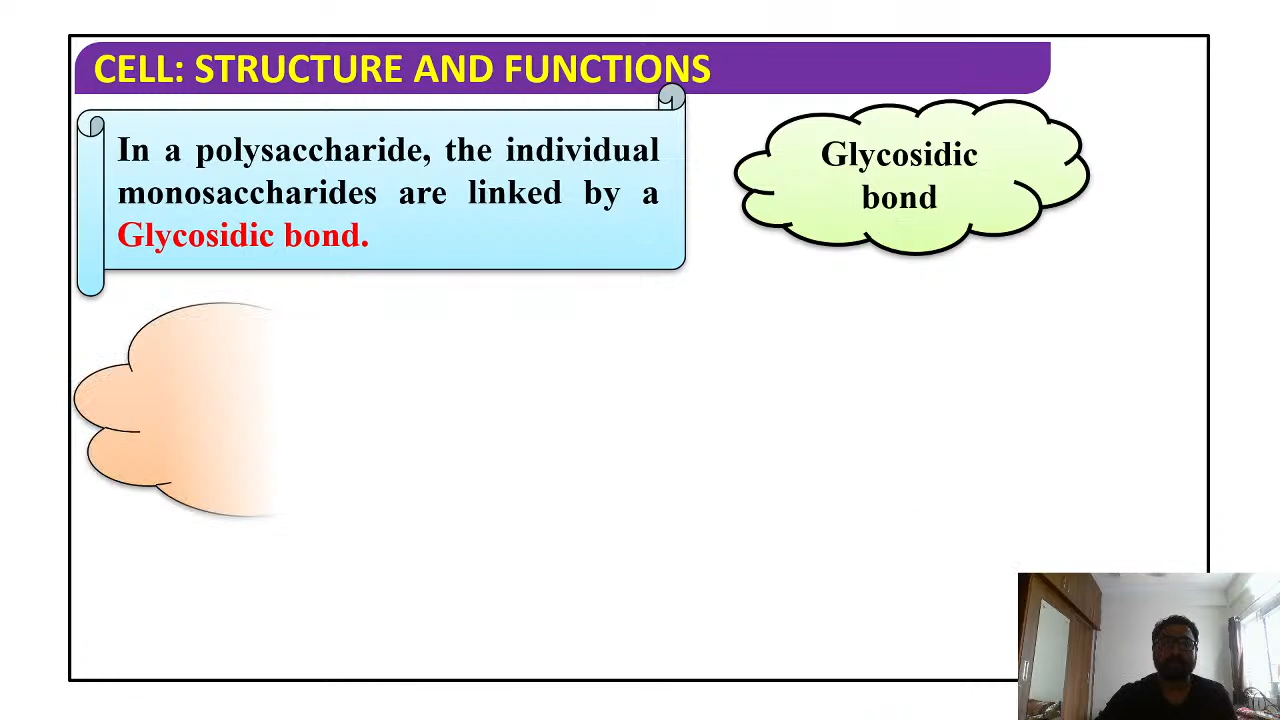 CELL: STRUCTURE AND FUNCTIONS
In a polysaccharide, the individual
monosaccharides are linked by a
Glycosidic bond.
Glycosidic
bond